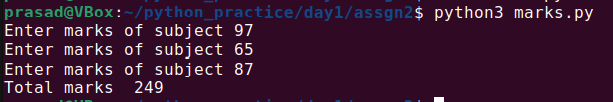 prasad@VBox:~/python_practice/day1/assgn2$ python3 marks.py
Enter marks of subject 97
Enter marks of subject 65
Enter marks of subject 87
Total marks  249